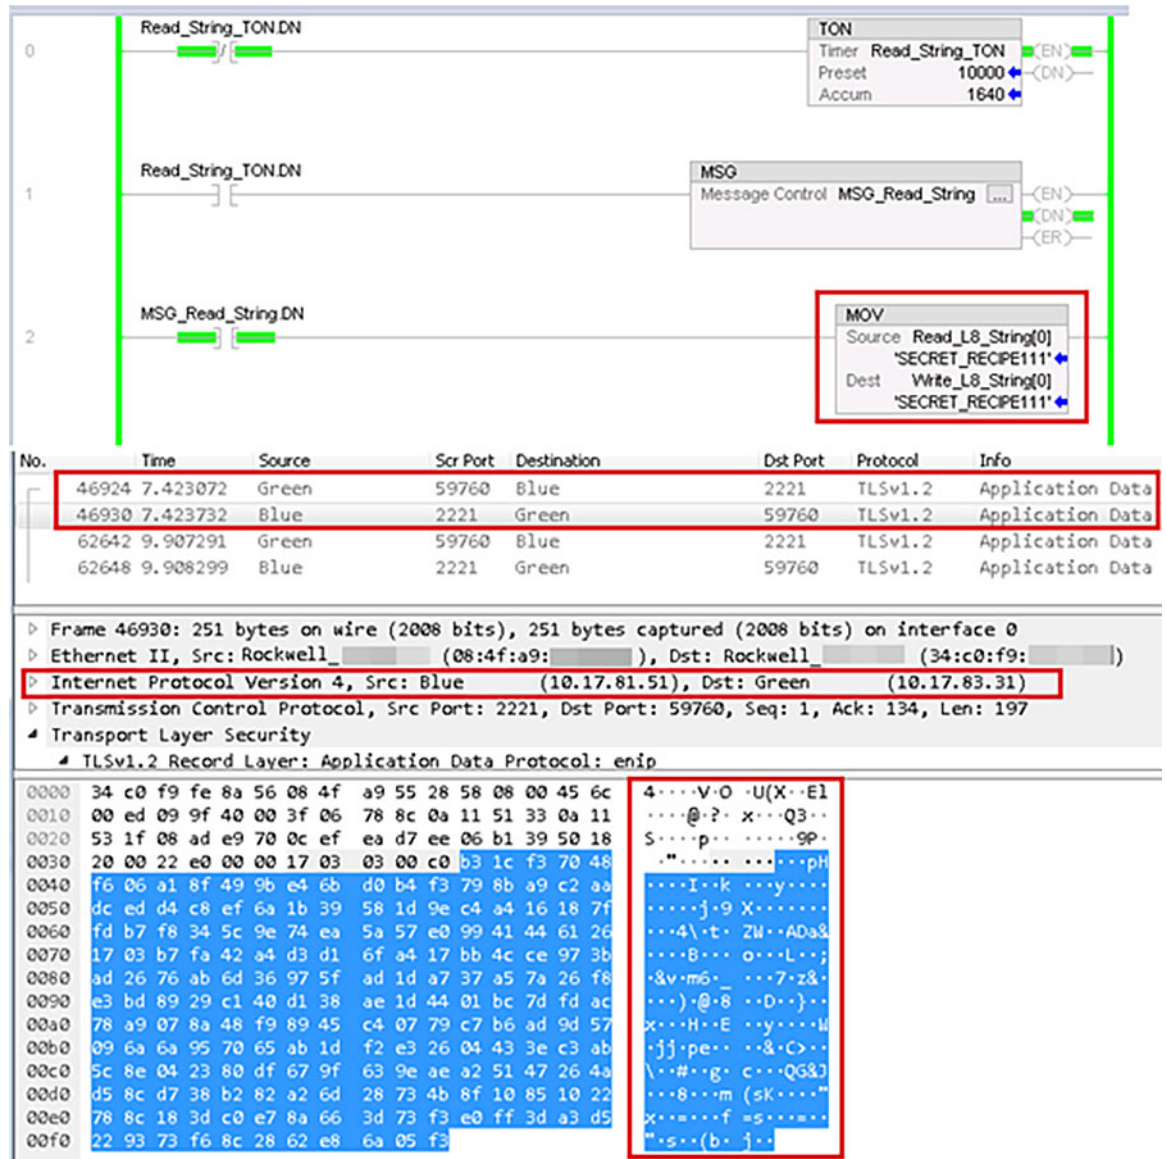 Read_String_TON.DN
TON
0
Timer Read_String_TON (EN)
Preset 10000 (DN)
Accum 1640
Read_String_TON.DN
MSG
1
Message Control MSG_Read_String ... (EN)
(DN)
(ER)
MSG_Read_String.DN
MOV
2
Source Read_L8_String[0]
'SECRET_RECIPE111'
Dest Write_L8_String[0]
'SECRET_RECIPE111'
No. Time Source Scr Port Destination Dst Port Protocol Info
46924 7.423072 Green 59760 Blue 2221 TLSv1.2 Application Data
46930 7.423732 Blue 2221 Green 59760 TLSv1.2 Application Data
62642 9.907291 Green 59760 Blue 2221 TLSv1.2 Application Data
62648 9.908299 Blue 2221 Green 59760 TLSv1.2 Application Data
Frame 46930: 251 bytes on wire (2008 bits), 251 bytes captured (2008 bits) on interface 0
Ethernet II, Src: Rockwell_ (08:4f:a9: ), Dst: Rockwell_ (34:c0:f9: )
Internet Protocol Version 4, Src: Blue (10.17.81.51), Dst: Green (10.17.83.31)
Transmission Control Protocol, Src Port: 2221, Dst Port: 59760, Seq: 1, Ack: 134, Len: 197
Transport Layer Security
TLSv1.2 Record Layer: Application Data Protocol: enip
0000 34 c0 f9 fe 8a 56 08 4f a9 55 28 58 08 00 45 6c 4····V·O ·U(X··El
0010 00 ed 09 9f 40 00 3f 06 78 8c 0a 11 51 33 0a 11 ····@·?· x···Q3··
0020 53 1f 08 ad e9 70 0c ef ea d7 ee 06 b1 39 50 18 S····p·· ·····9P·
0030 20 00 22 e0 00 00 17 03 03 00 c0 b3 1c f3 70 48 ·"····· ······pH
0040 f6 06 a1 8f 49 9b e4 6b d0 b4 f3 79 8b a9 c2 aa ····I··k ···y····
0050 dc ed d4 c8 ef 6a 1b 39 58 1d 9e c4 a4 16 18 7f ·····j·9 X·······
0060 fd b7 f8 34 5c 9e 74 ea 5a 57 e0 99 41 44 61 26 ···4\·t· ZW··ADa&
0070 17 03 b7 fa 42 a4 d3 d1 6f a4 17 bb 4c ce 97 3b ····B··· o···L··;
0080 ad 26 76 ab 6d 36 97 5f ad 1d a7 37 a5 7a 26 f8 ·&v·m6·_ ···7·z&·
0090 e3 bd 89 29 c1 40 d1 38 ae 1d 44 01 bc 7d fd ac ···)·@·8 ··D··}··
00a0 78 a9 07 8a 48 f9 89 45 c4 07 79 c7 b6 ad 9d 57 x···H··E ··y····W
00b0 09 6a 6a 95 70 65 ab 1d f2 e3 26 04 43 3e c3 ab ·jj·pe·· ··&·C>··
00c0 5c 8e 04 23 80 df 67 9f 63 9e ae a2 51 47 26 4a \··#··g· c···QG&J
00d0 d5 8c d7 38 b2 82 a2 6d 28 73 4b 8f 10 85 10 22 ···8···m (sK····"
00e0 78 8c 18 3d c0 e7 8a 66 3d 73 f3 e0 ff 3d a3 d5 x··=···f =s···=··
00f0 22 93 73 f6 8c 28 62 e8 6a 05 f3 "·s··(b· j··